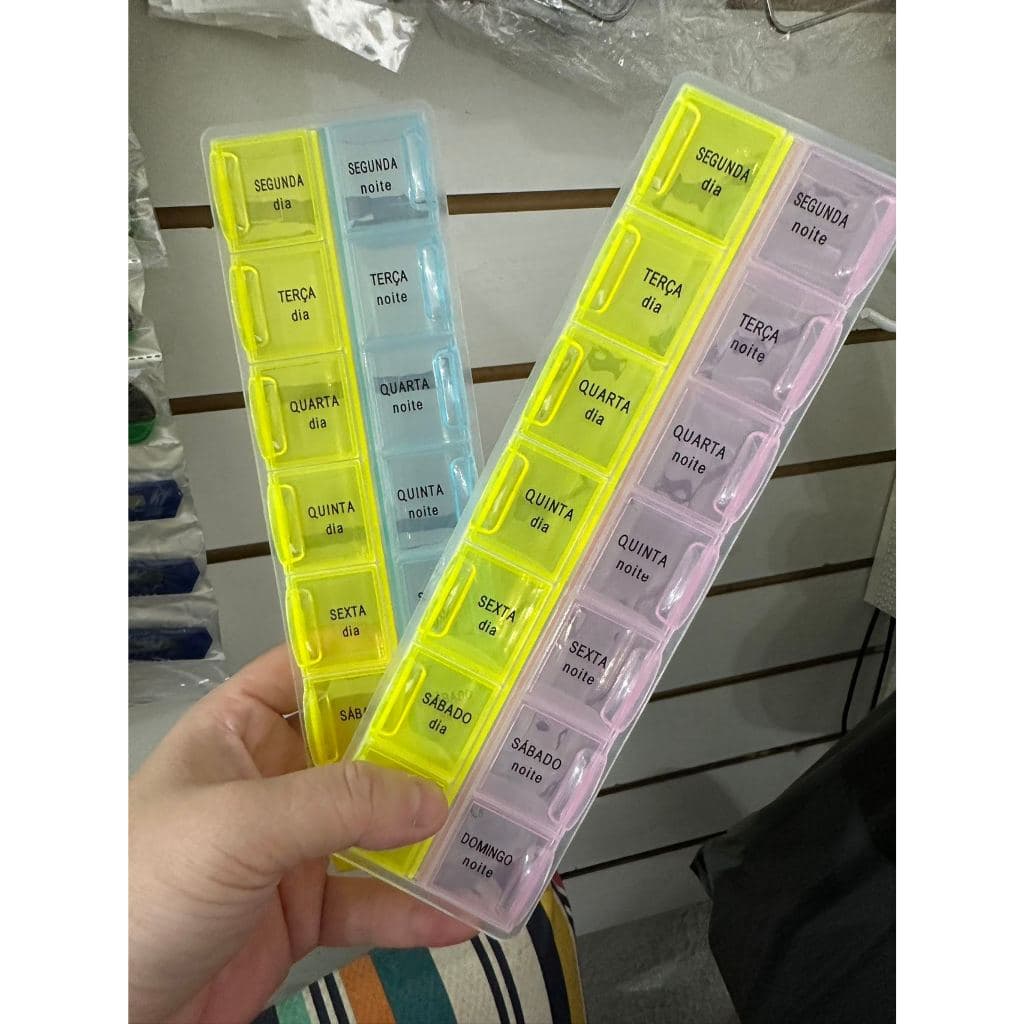 SEGUNDA
dia
SEGUNDA
noite
TERÇA
dia
TERÇA
noite
QUARTA
dia
QUARTA
noite
QUINTA
dia
QUINTA
noite
SEXTA
dia
SEGUNDA
dia
SEGUNDA
noite
TERÇA
dia
TERÇA
noite
QUARTA
dia
QUARTA
noite
QUINTA
dia
QUINTA
noite
SEXTA
dia
SEXTA
noite
SÁBADO
dia
SÁBADO
noite
DOMINGO
noite